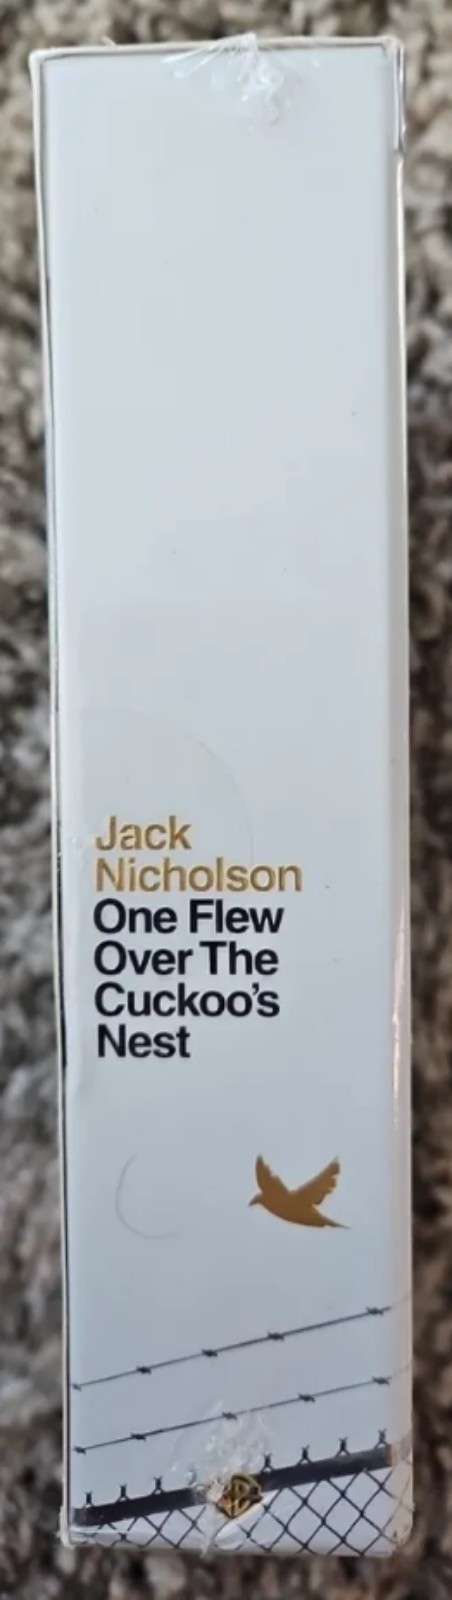 Jack
Nicholson
One Flew
Over The
Cuckoo's
Nest